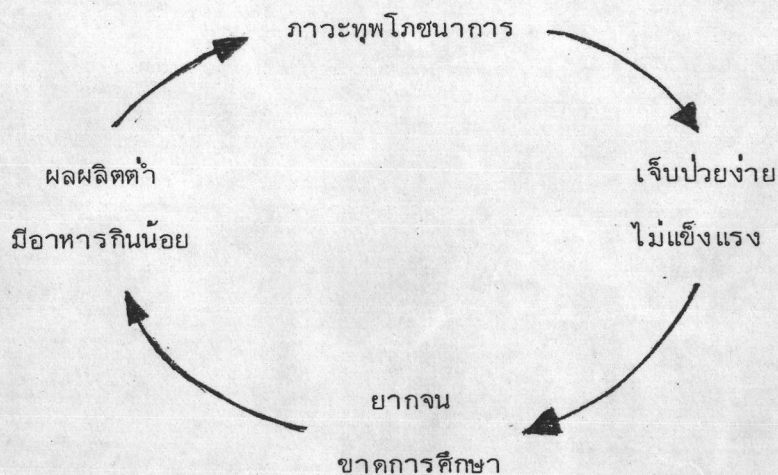 ภาวะทุพโภชนาการ
เจ็บป่วยง่าย
ไม่แข็งแรง
ยากจน
ขาดการศึกษา
ผลผลิตต่ำ
มีอาหารกินน้อย